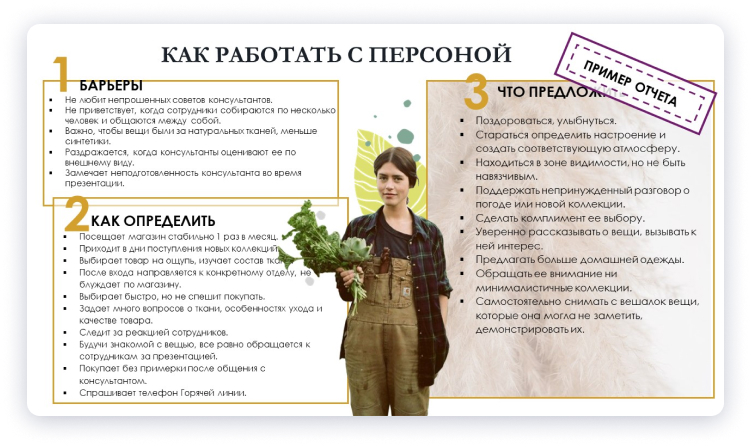 КАК РАБОТАТЬ С ПЕРСОНОЙ
ПРИМЕР ОТЧЕТА
1
БАРЬЕРЫ
▪ Не любит непрошенных советов консультантов.
▪ Не приветствует, когда сотрудники собираются по несколько
человек и общаются между собой.
▪ Важно, чтобы вещи были за натуральных тканей, меньше
синтетики.
▪ Раздражается, когда консультанты оценивают ее по
внешнему виду.
▪ Замечает неподготовленность консультанта во время
презентации.
2
КАК ОПРЕДЕЛИТЬ
▪ Посещает магазин стабильно 1 раз в месяц.
▪ Приходит в дни поступления новых коллекций.
▪ Выбирает товар на ощупь, изучает состав
▪ После входа направляется к конкретному отделу, не
блуждает по магазину.
▪ Выбирает быстро, но не спешит покупать.
▪ Задает много вопросов о ткани, особенностях ухода и
качестве товара.
▪ Следит за реакцией сотрудников.
▪ Будучи знакомой с вещью, все равно обращается к
сотрудникам за презентацией.
▪ Покупает без примерки после общения с
консультантом.
▪ Спрашивает телефон Горячей линии.
3
ЧТО
▪ Поздороваться, улыбнуться.
▪ Стараться определить настроение и
создать соответствующую атмосферу.
▪ Находиться в зоне видимости, но не быть
навязчивым.
▪ Поддержать непринужденный разговор о
погоде или новой коллекции.
▪ Сделать комплимент ее выбору.
▪ Уверенно рассказывать о вещи, вызывать к
ней интерес.
▪ Предлагать больше домашней одежды.
▪ Обращать ее внимание ни
минималистичные коллекции.
▪ Самостоятельно снимать с вешалок вещи,
которые она могла не заметить,
демонстрировать их.